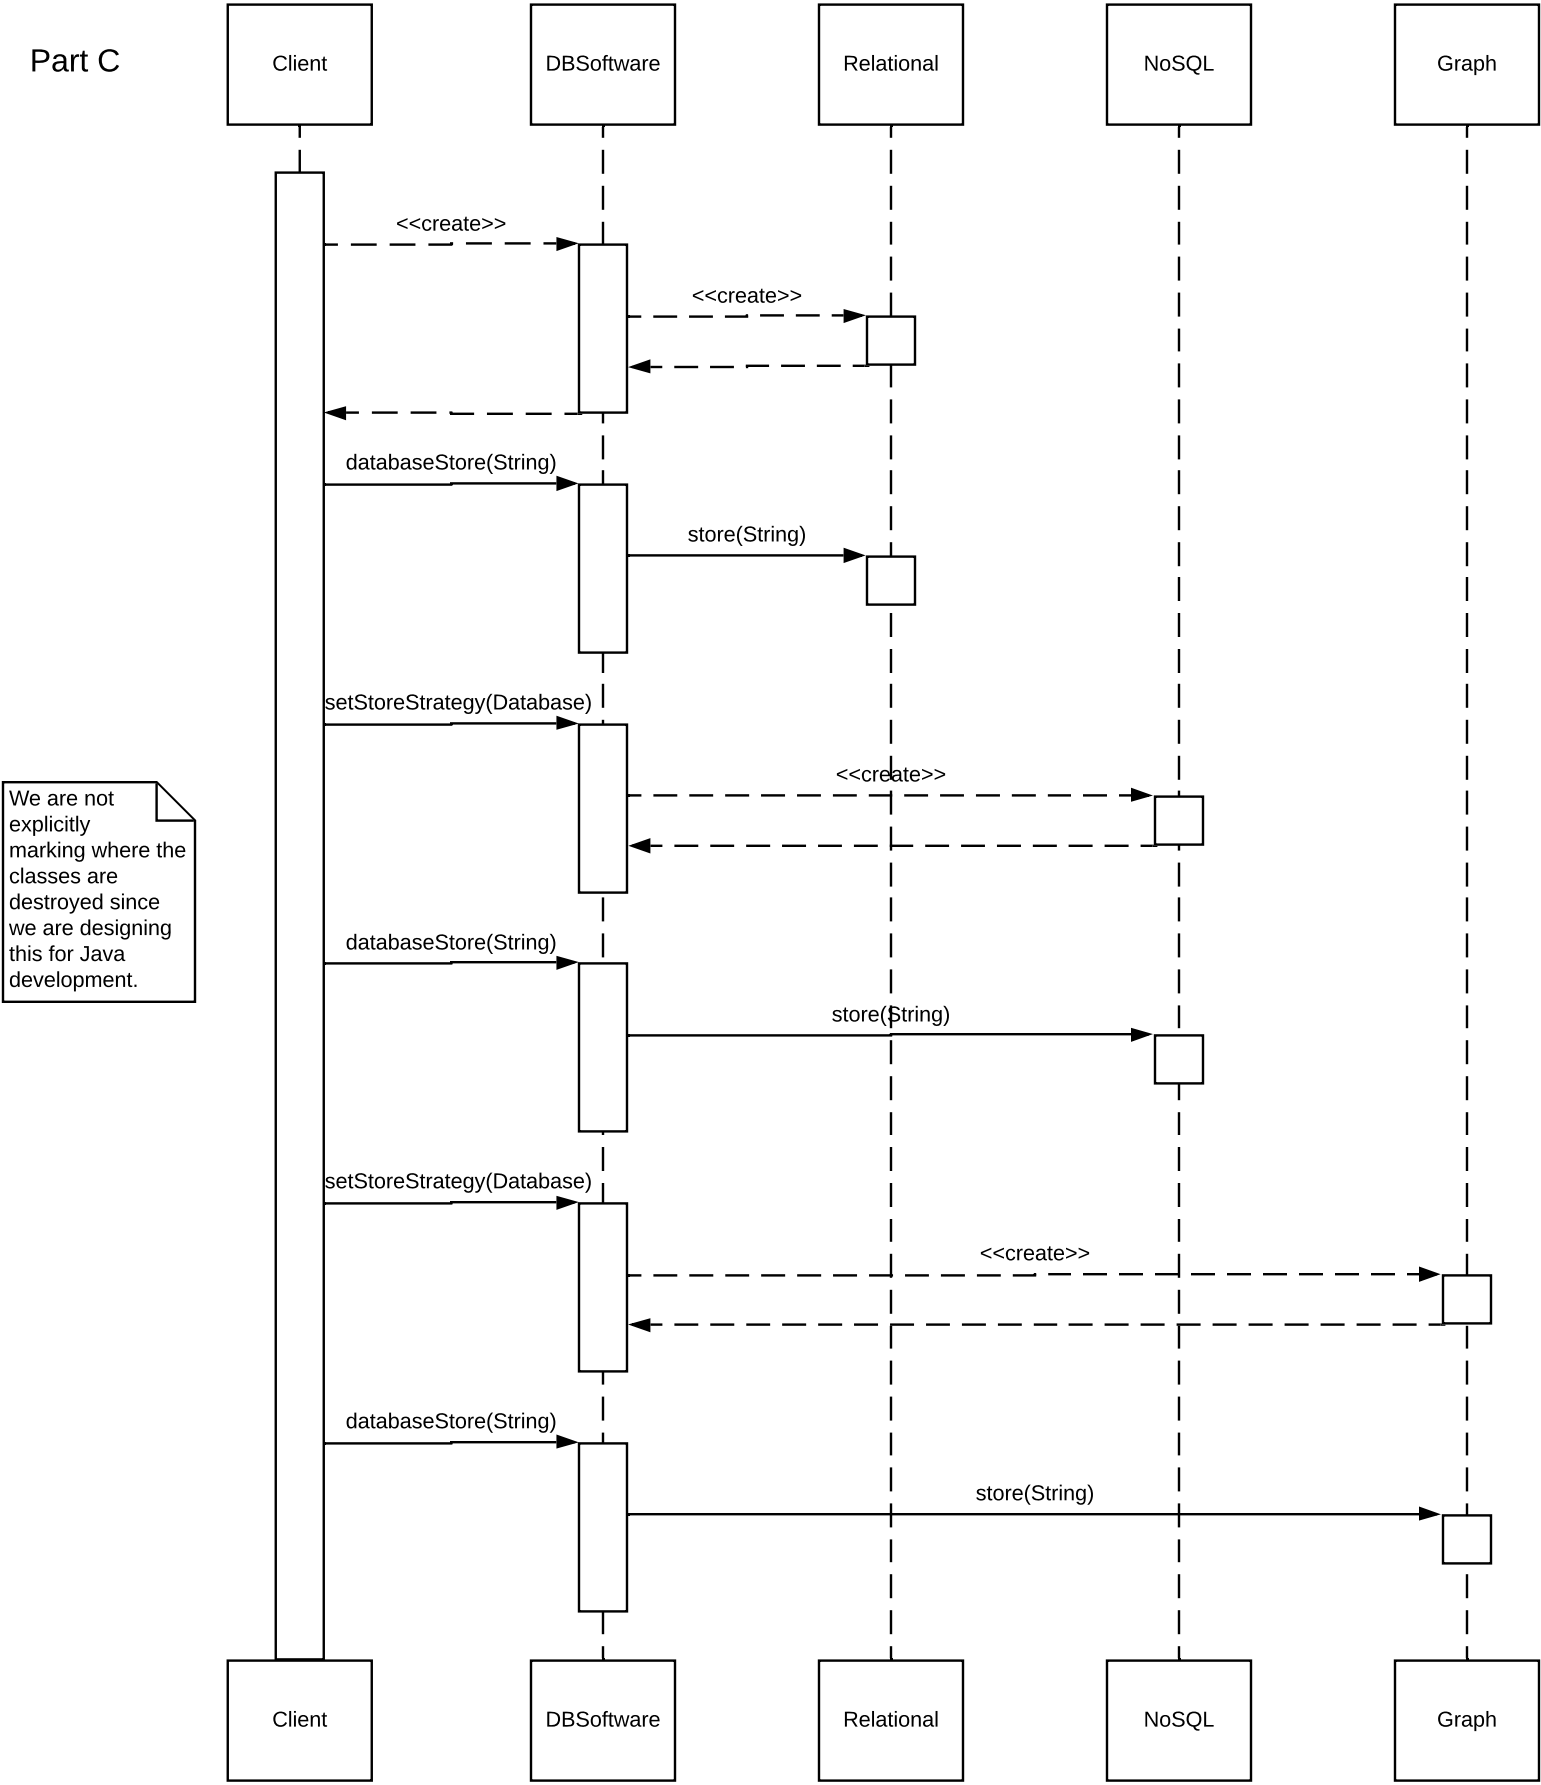 Part C
Client
DBSoftware
Relational
NoSQL
Graph
<<create>>
<<create>>
databaseStore(String)
store(String)
setStoreStrategy(Database)
<<create>>
We are not
explicitly
marking where the
classes are
destroyed since
we are designing
this for Java
development.
databaseStore(String)
store(String)
setStoreStrategy(Database)
<<create>>
databaseStore(String)
store(String)
Client
DBSoftware
Relational
NoSQL
Graph